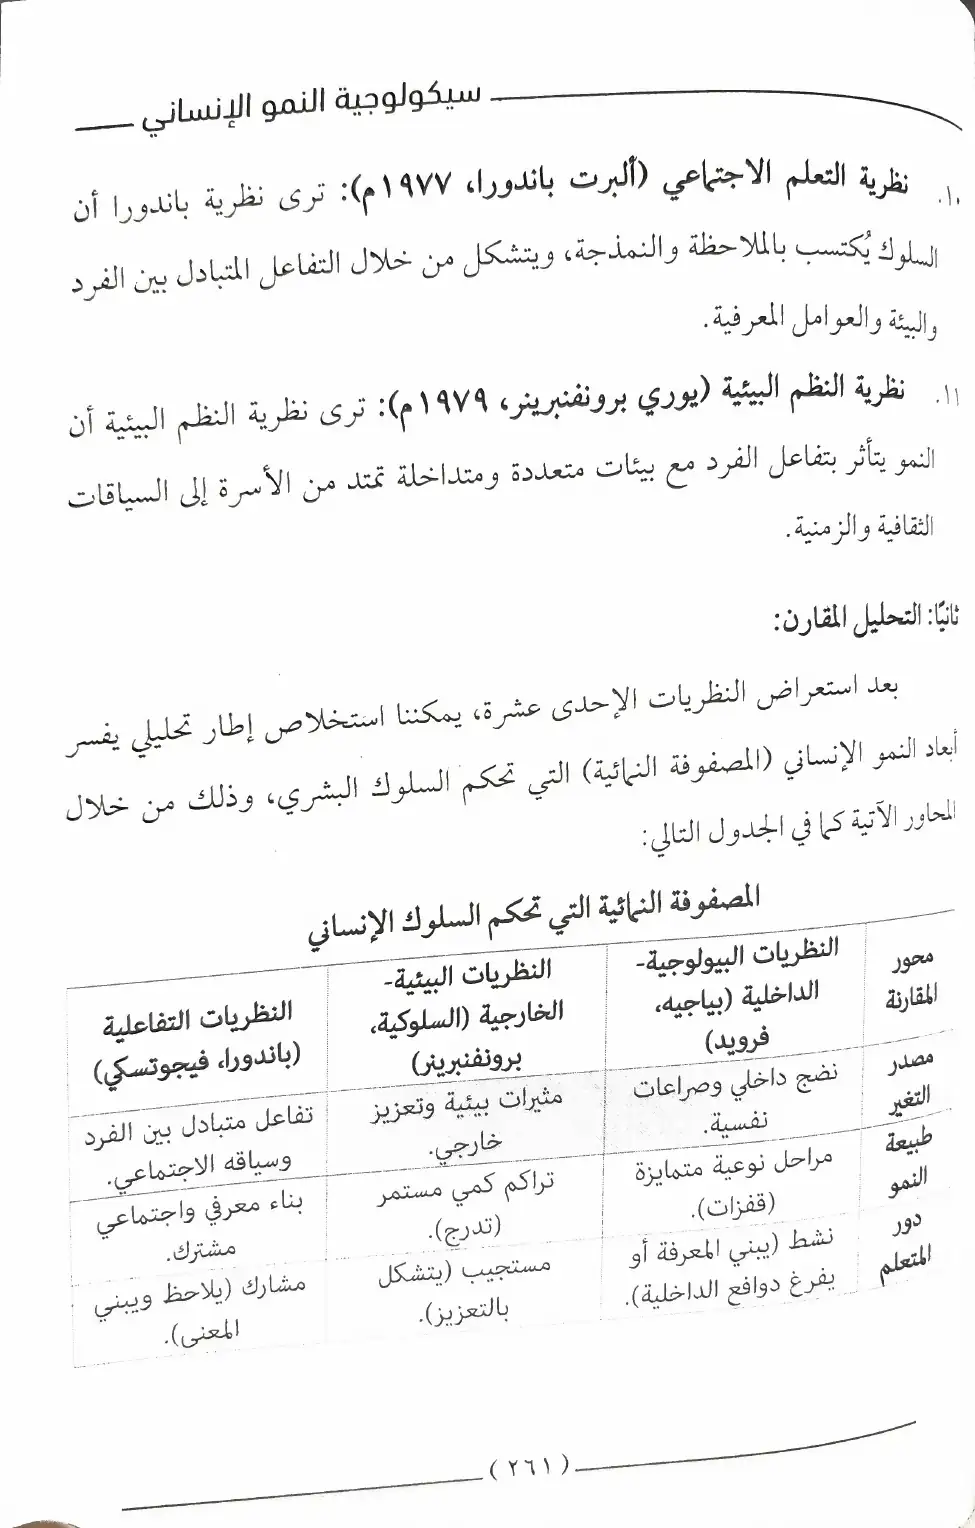 سيكولوجية النمو الإنساني
١٠. نظرية التعلم الاجتماعي (ألبرت باندورا، ١٩٧٧م): ترى نظرية باندورا أن
السلوك يُكتسب بالملاحظة والنمذجة، ويتشكل من خلال التفاعل المتبادل بين الفرد
والبيئة والعوامل المعرفية.
١١. نظرية النظم البيئية (يوري برونفنبرينر، ١٩٧٩م): ترى نظرية النظم البيئية أن
النمو يتأثر بتفاعل الفرد مع بيئات متعددة ومتداخلة تمتد من الأسرة إلى السياقات
الثقافية والزمنية.
ثانيًا: التحليل المقارن:
بعد استعراض النظريات الإحدى عشرة، يمكننا استخلاص إطار تحليلي يفسر
أبعاد النمو الإنساني (المصفوفة النمائية) التي تحكم السلوك البشري، وذلك من خلال
المحاور الآتية كما في الجدول التالي:
المصفوفة النمائية التي تحكم السلوك الإنساني
محور
المقارنة
النظريات البيولوجية-
الداخلية (بياجيه،
فرويد)
النظريات البيئية-
الخارجية (السلوكية،
برونفنبرينر)
النظريات التفاعلية
(باندورا، فيجوتسكي)
مصدر
التغير
نضج داخلي وصراعات
نفسية.
مثيرات بيئية وتعزيز
خارجي.
تفاعل متبادل بين الفرد
وسياقه الاجتماعي.
طبيعة
النمو
مراحل نوعية متمايزة
(قفزات).
تراكم كمي مستمر
(تدرج).
بناء معرفي واجتماعي
مشترك.
دور
المتعلم
نشط (يبني المعرفة أو
يفرغ دوافع الداخلية).
مستجيب (يتشكل
بالتعزيز).
مشارك (يلاحظ ويبني
المعنى).
(٢٦١)